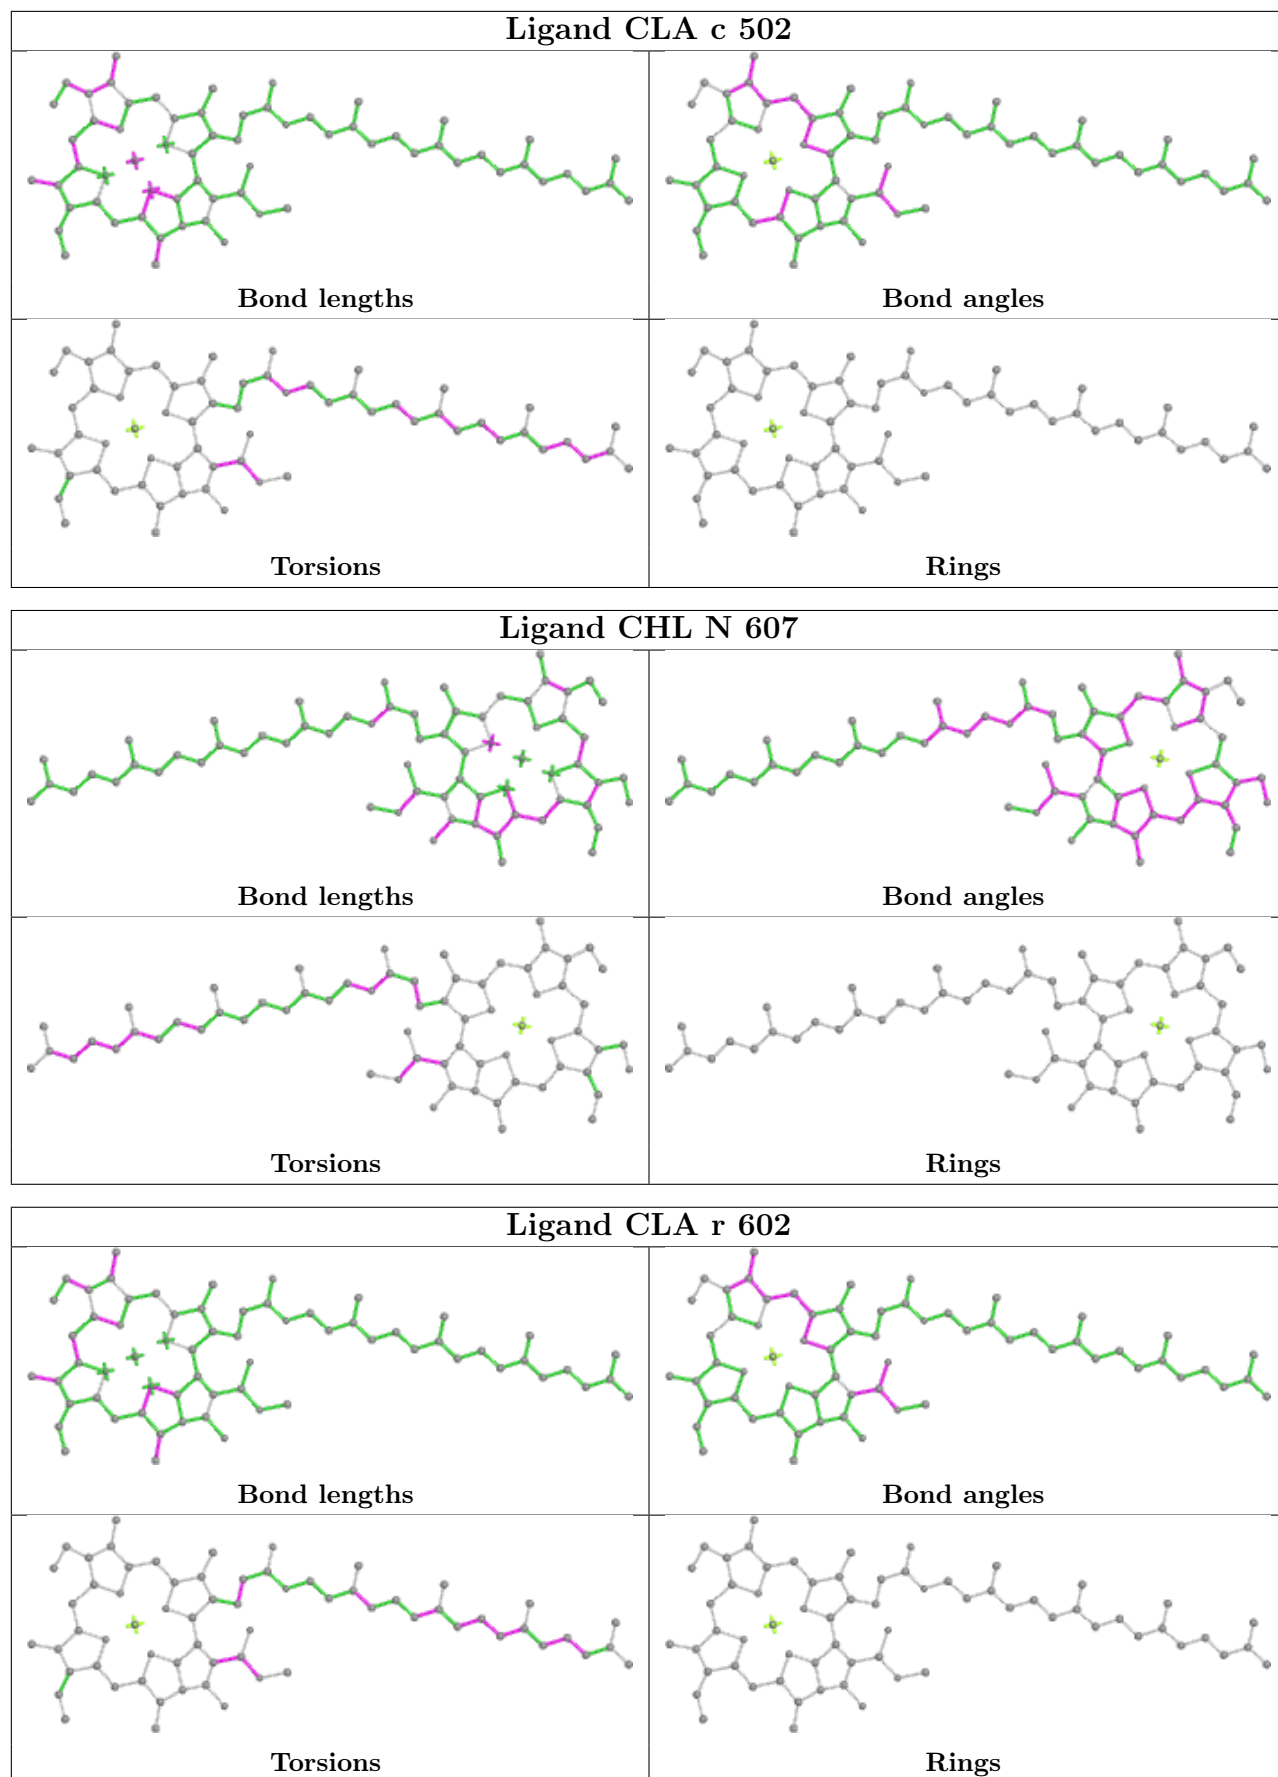 Ligand CLA c 502
Bond lengths
Bond angles
Torsions
Rings
Ligand CHL N 607
Bond lengths
Bond angles
Torsions
Rings
Ligand CLA r 602
Bond lengths
Bond angles
Torsions
Rings